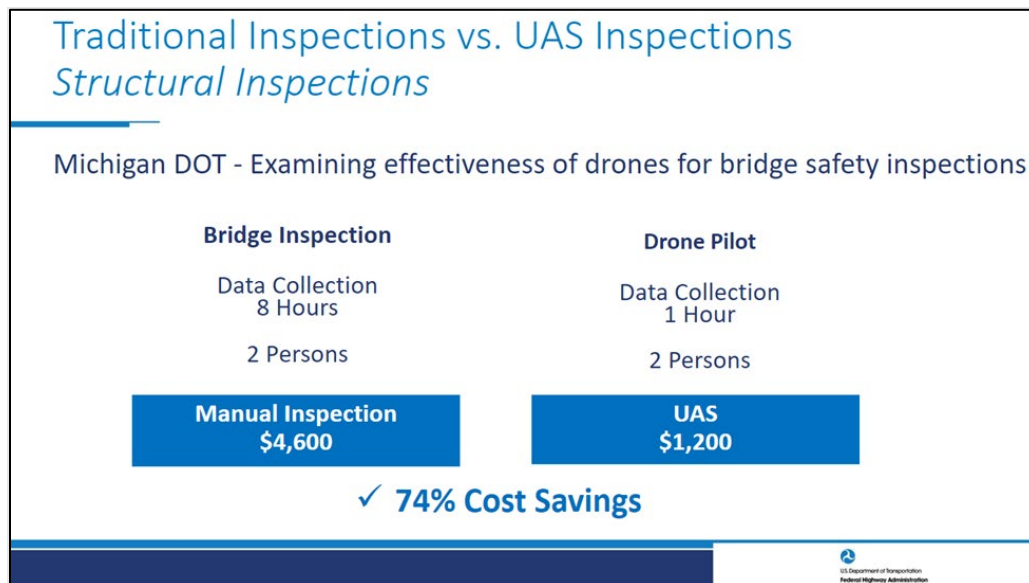 Traditional Inspections vs. UAS Inspections
Structural Inspections
Michigan DOT - Examining effectiveness of drones for bridge safety inspections
Bridge Inspection
Data Collection
8 Hours
2 Persons
Manual Inspection
$4,600
Drone Pilot
Data Collection
1 Hour
2 Persons
UAS
$1,200
✓ 74% Cost Savings
U.S. Department of Transportation
Federal Highway Administration